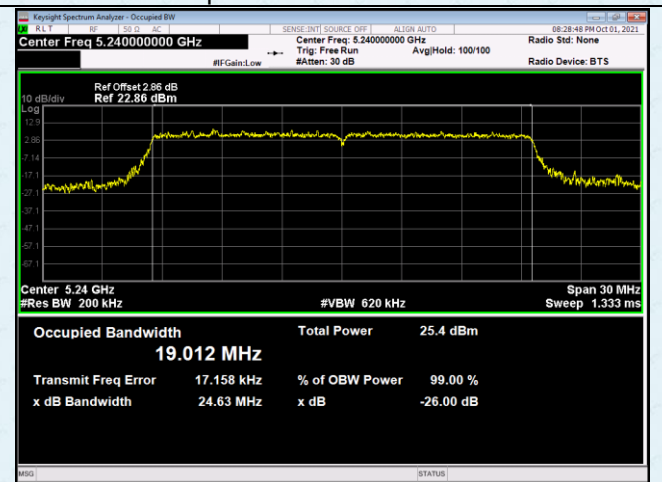 Keysight Spectrum Analyzer - Occupied BW
RLT RF 50 Ω AC SENSE:INT SOURCE OFF ALIGN AUTO 08:28:48 PM Oct 01, 2021
Center Freq 5.240000000 GHz Center Freq: 5.240000000 GHz Radio Std: None
Trig: Free Run Avg|Hold: 100/100
#IFGain:Low #Atten: 30 dB Radio Device: BTS
Ref Offset 2.86 dB
10 dB/div Ref 22.86 dBm
Log
12.9
2.86
-7.14
-17.1
-27.1
-37.1
-47.1
-57.1
-67.1
Center 5.24 GHz Span 30 MHz
#Res BW 200 kHz #VBW 620 kHz Sweep 1.333 ms
Occupied Bandwidth Total Power 25.4 dBm
19.012 MHz
Transmit Freq Error 17.158 kHz % of OBW Power 99.00 %
x dB Bandwidth 24.63 MHz x dB -26.00 dB
MSG STATUS